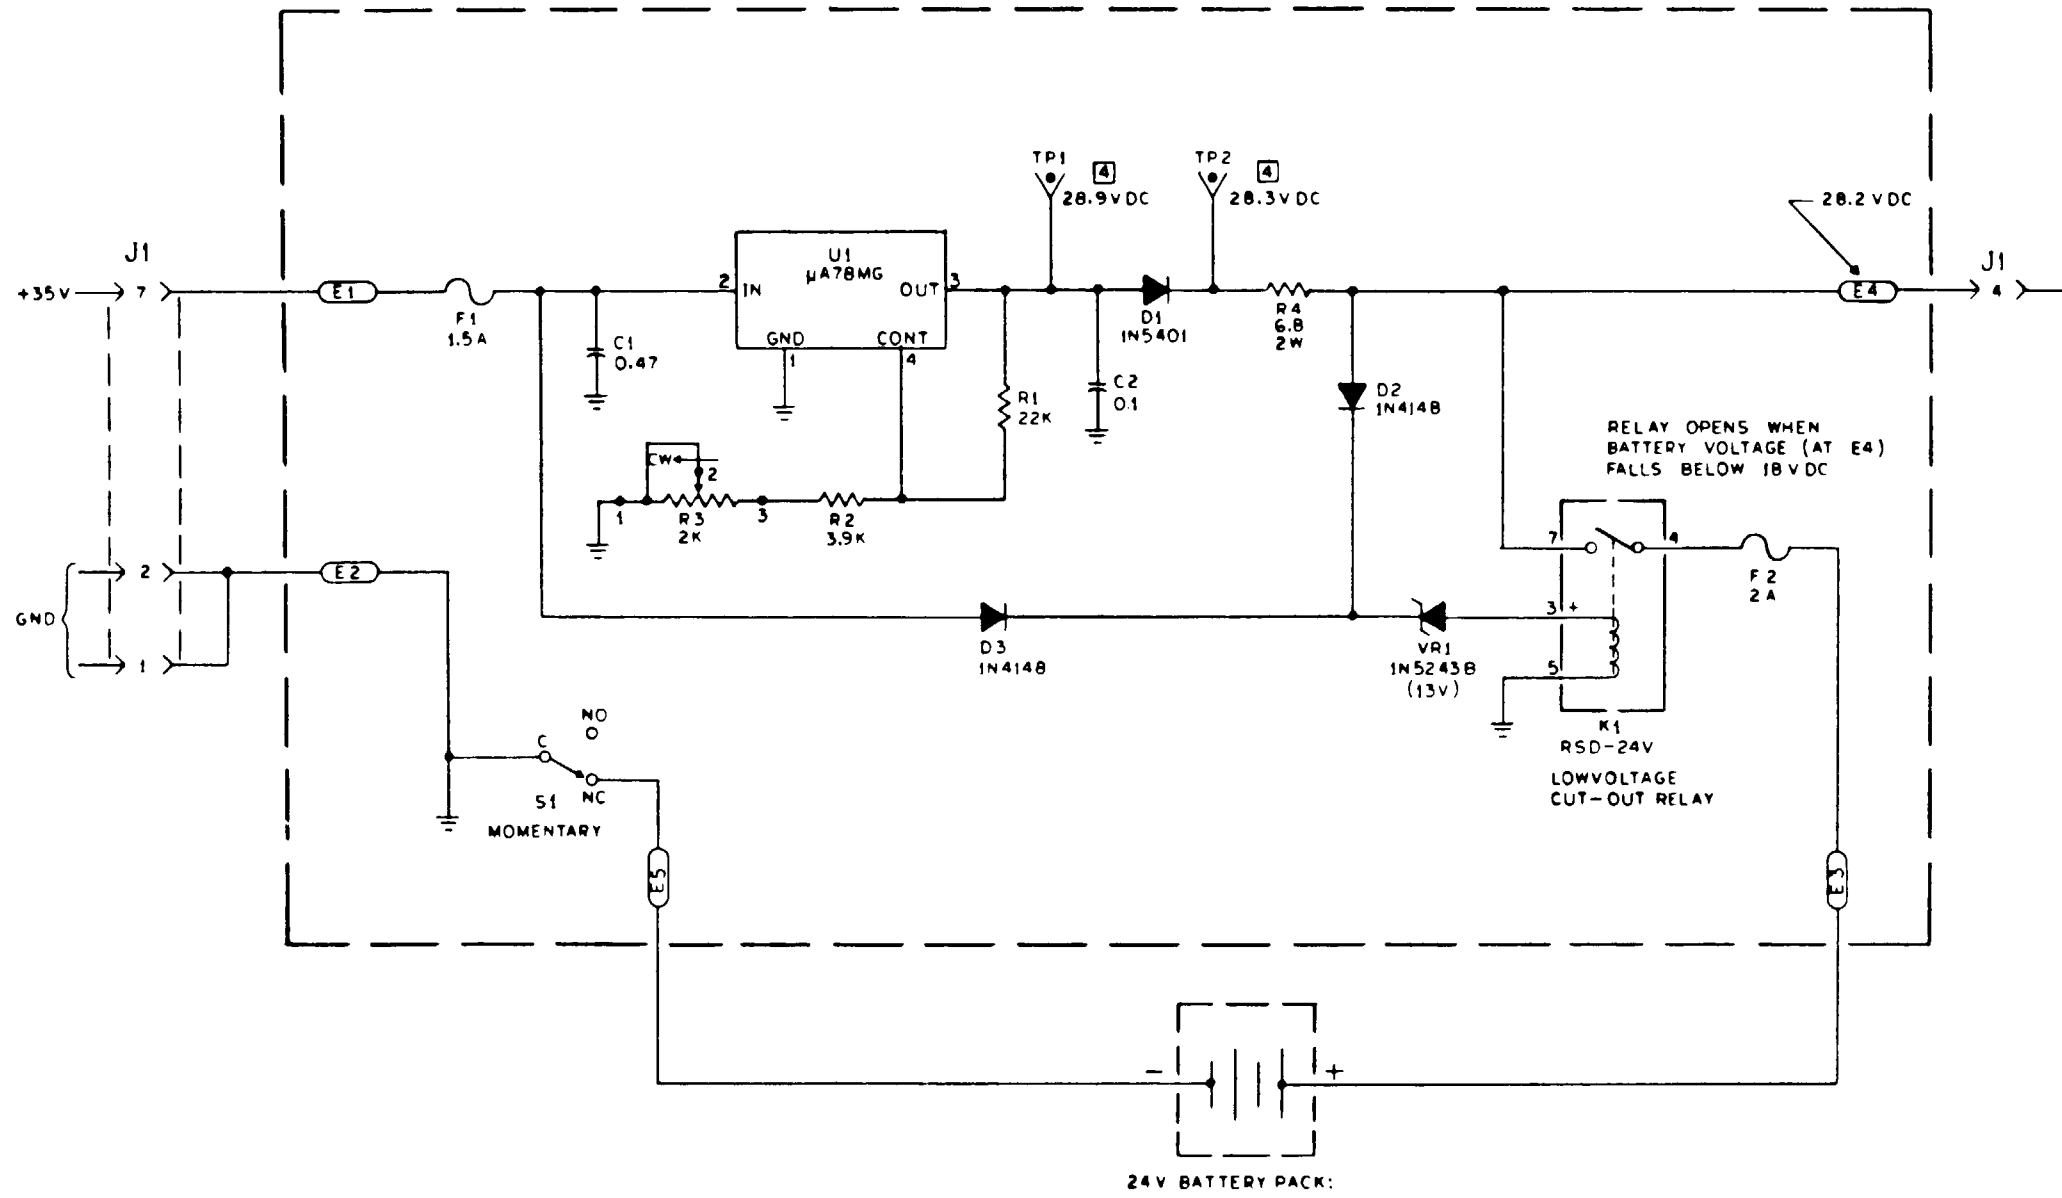 TP1
4
28.9VDC
TP2
4
28.3VDC
28.2VDC
J1
+35V
7
E1
F1
1.5A
C1
0.47
2
IN
U1
µA78MG
OUT
3
GND
1
CONT
4
R1
22K
C2
0.1
D1
1N5401
R4
6.8
2W
D2
1N4148
E4
J1
4
RELAY OPENS WHEN
BATTERY VOLTAGE (AT E4)
FALLS BELOW 18VDC
CW
2
1
R3
2K
3
R2
3.9K
7
4
F2
2A
3
+
5
K1
RSD-24V
LOWVOLTAGE
CUT-OUT RELAY
GND
2
1
E2
D3
1N4148
VR1
1N5243B
(13V)
NO
C
NC
S1
MOMENTARY
E5
E3
-
+
24V BATTERY PACK: